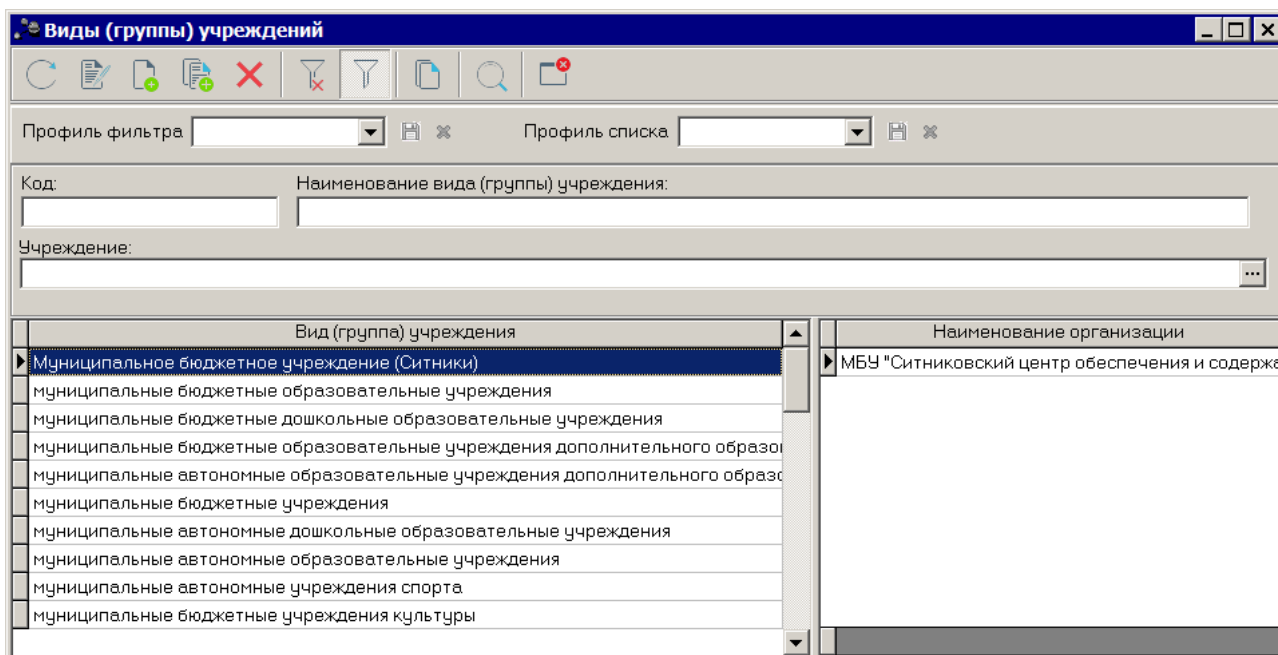 Виды (группы) учреждений
Профиль фильтра Профиль списка
Код: Наименование вида (группы) учреждения:
Учреждение:
Вид (группа) учреждения Наименование организации
Муниципальное бюджетное учреждение (Ситники) МБУ "Ситниковский центр обеспечения и содержа
муниципальные бюджетные образовательные учреждения
муниципальные бюджетные дошкольные образовательные учреждения
муниципальные бюджетные образовательные учреждения дополнительного образов
муниципальные автономные образовательные учреждения дополнительного образо
муниципальные бюджетные учреждения
муниципальные автономные дошкольные образовательные учреждения
муниципальные автономные образовательные учреждения
муниципальные автономные учреждения спорта
муниципальные бюджетные учреждения культуры